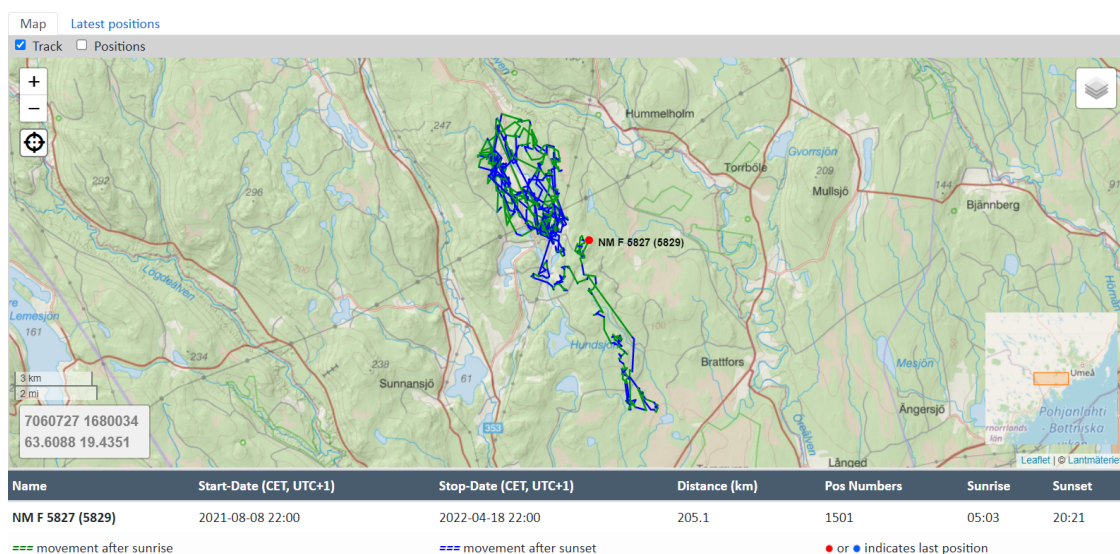 Map Latest positions
Track Positions
+
−
Hummelholm
247
Gvorrsjön
Torrböle
209
Mullsjö
144
292
296
Bjännberg
NM F 5827 (5829)
Lögdeälven
Lemesjön
161
234
Hundsjön
Brattfors
Mesjön
238
Sunnansjö
61
3 km
2 mi
Umeå
Ångersjö
Pohjanlahti
- Bottniska
7060727 1680034
63.6088 19.4351
353
Öreälven
Långed
Leaflet | © Lantmäterie
Name Start-Date (CET, UTC+1) Stop-Date (CET, UTC+1) Distance (km) Pos Numbers Sunrise Sunset
NM F 5827 (5829) 2021-08-08 22:00 2022-04-18 22:00 205.1 1501 05:03 20:21
=== movement after sunrise === movement after sunset ● or ● indicates last position